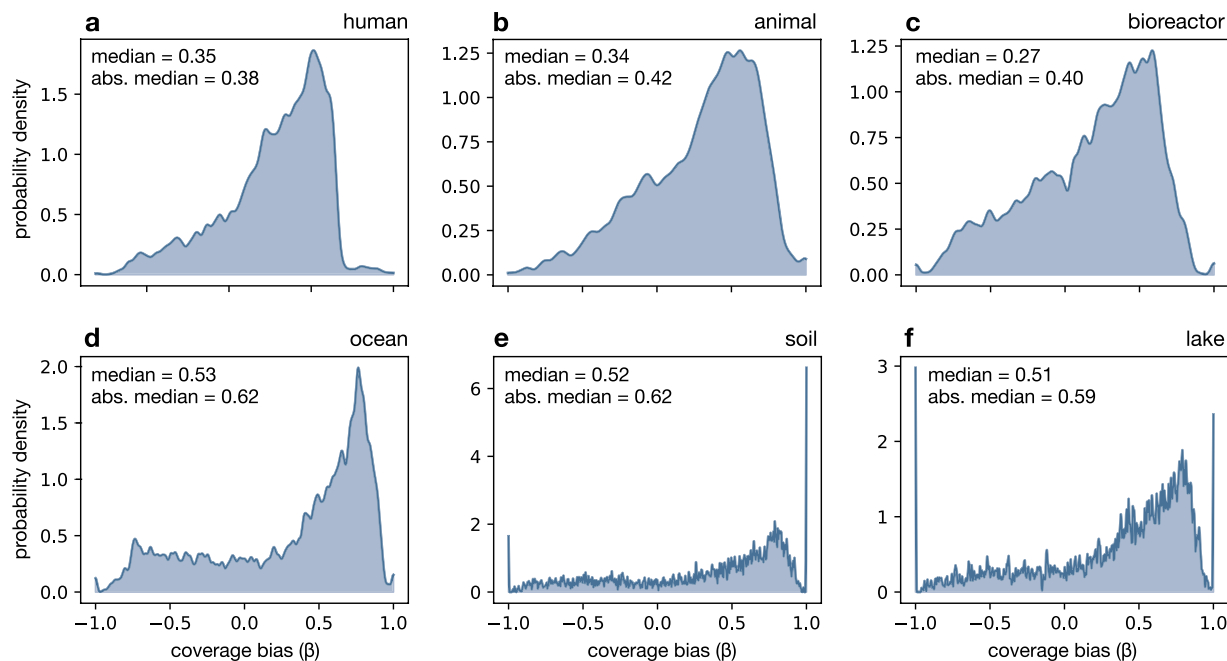 a human
median = 0.35
abs. median = 0.38
probability density
1.5
1.0
0.5
0.0
b animal
median = 0.34
abs. median = 0.42
1.25
1.00
0.75
0.50
0.25
0.00
c bioreactor
median = 0.27
abs. median = 0.40
1.25
1.00
0.75
0.50
0.25
0.00
d ocean
median = 0.53
abs. median = 0.62
probability density
2.0
1.5
1.0
0.5
0.0
−1.0 −0.5 0.0 0.5 1.0
coverage bias (β)
e soil
median = 0.52
abs. median = 0.62
6
4
2
0
−1.0 −0.5 0.0 0.5 1.0
coverage bias (β)
f lake
median = 0.51
abs. median = 0.59
3
2
1
0
−1.0 −0.5 0.0 0.5 1.0
coverage bias (β)